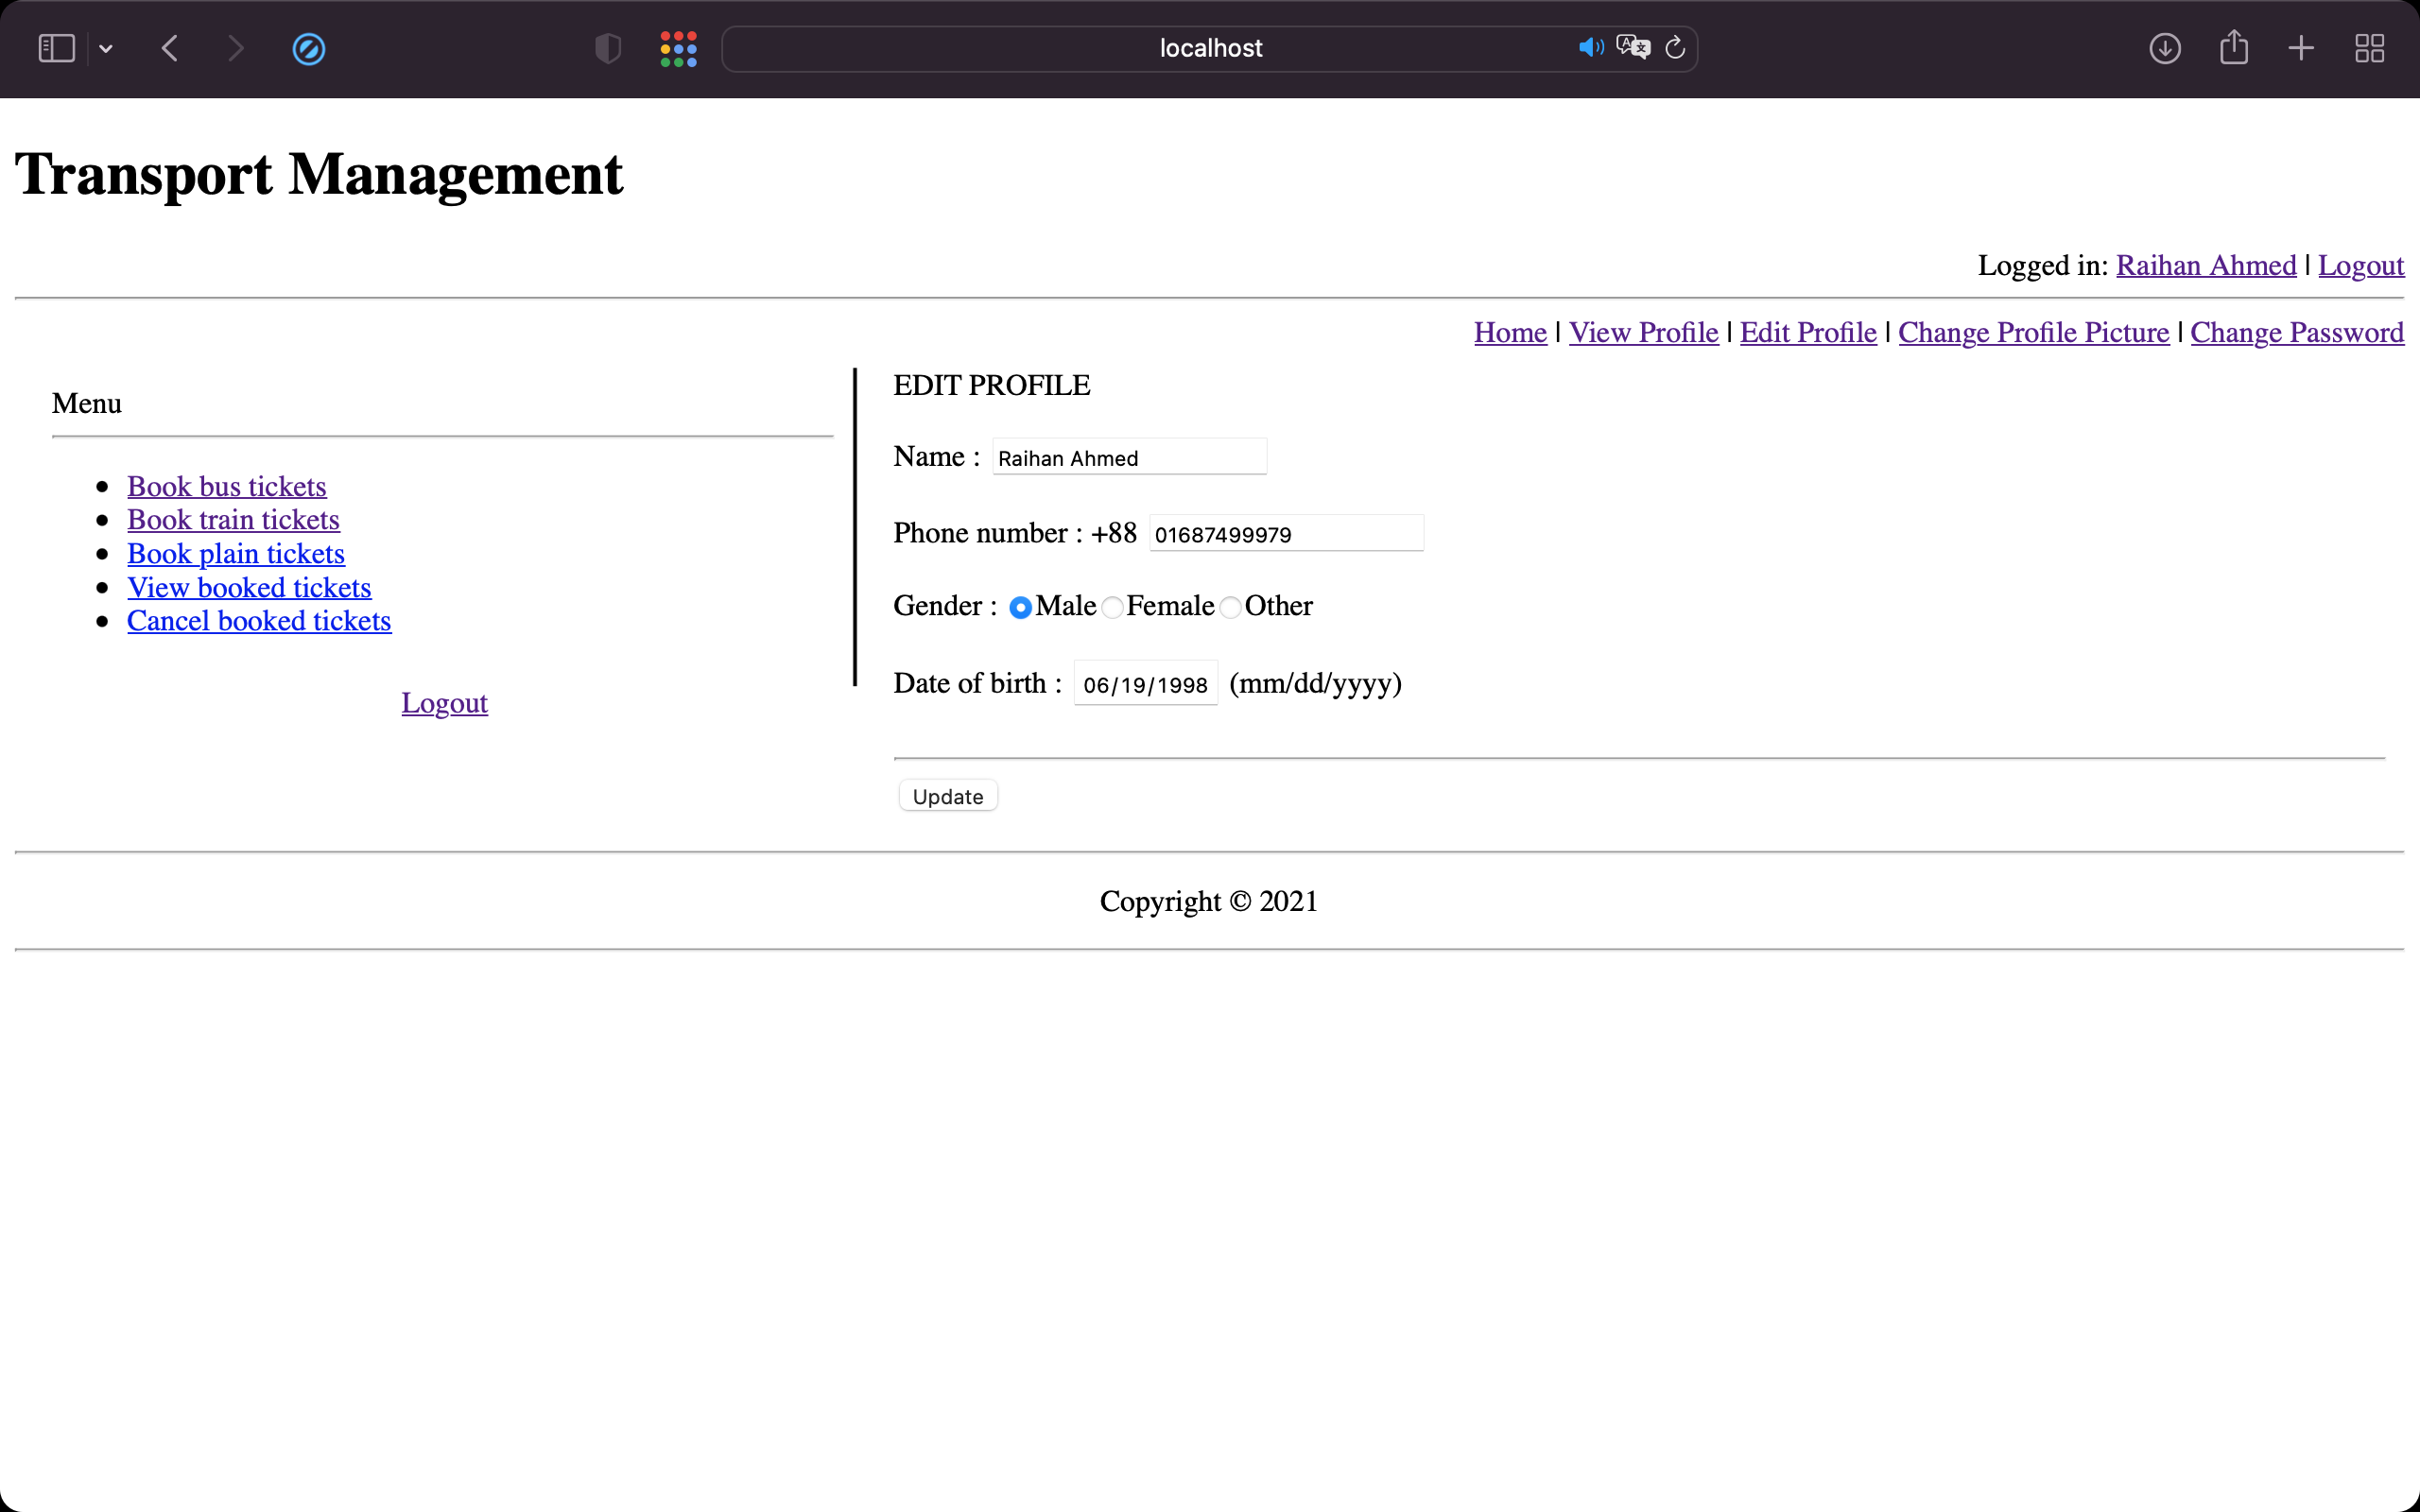 localhost
Transport Management
Logged in: Raihan Ahmed | Logout
Home | View Profile | Edit Profile | Change Profile Picture | Change Password
Menu
Book bus tickets
Book train tickets
Book plain tickets
View booked tickets
Cancel booked tickets
Logout
EDIT PROFILE
Name : Raihan Ahmed
Phone number : +88 01687499979
Gender : Male Female Other
Date of birth : 06/19/1998 (mm/dd/yyyy)
Update
Copyright © 2021